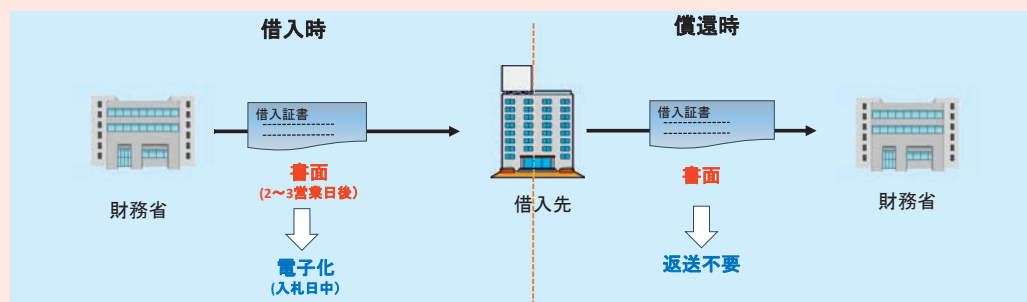 借入時
償還時
借入証書
借入証書
書面
(2～3営業日後)
書面
財務省
借入先
財務省
電子化
(入札日中)
返送不要